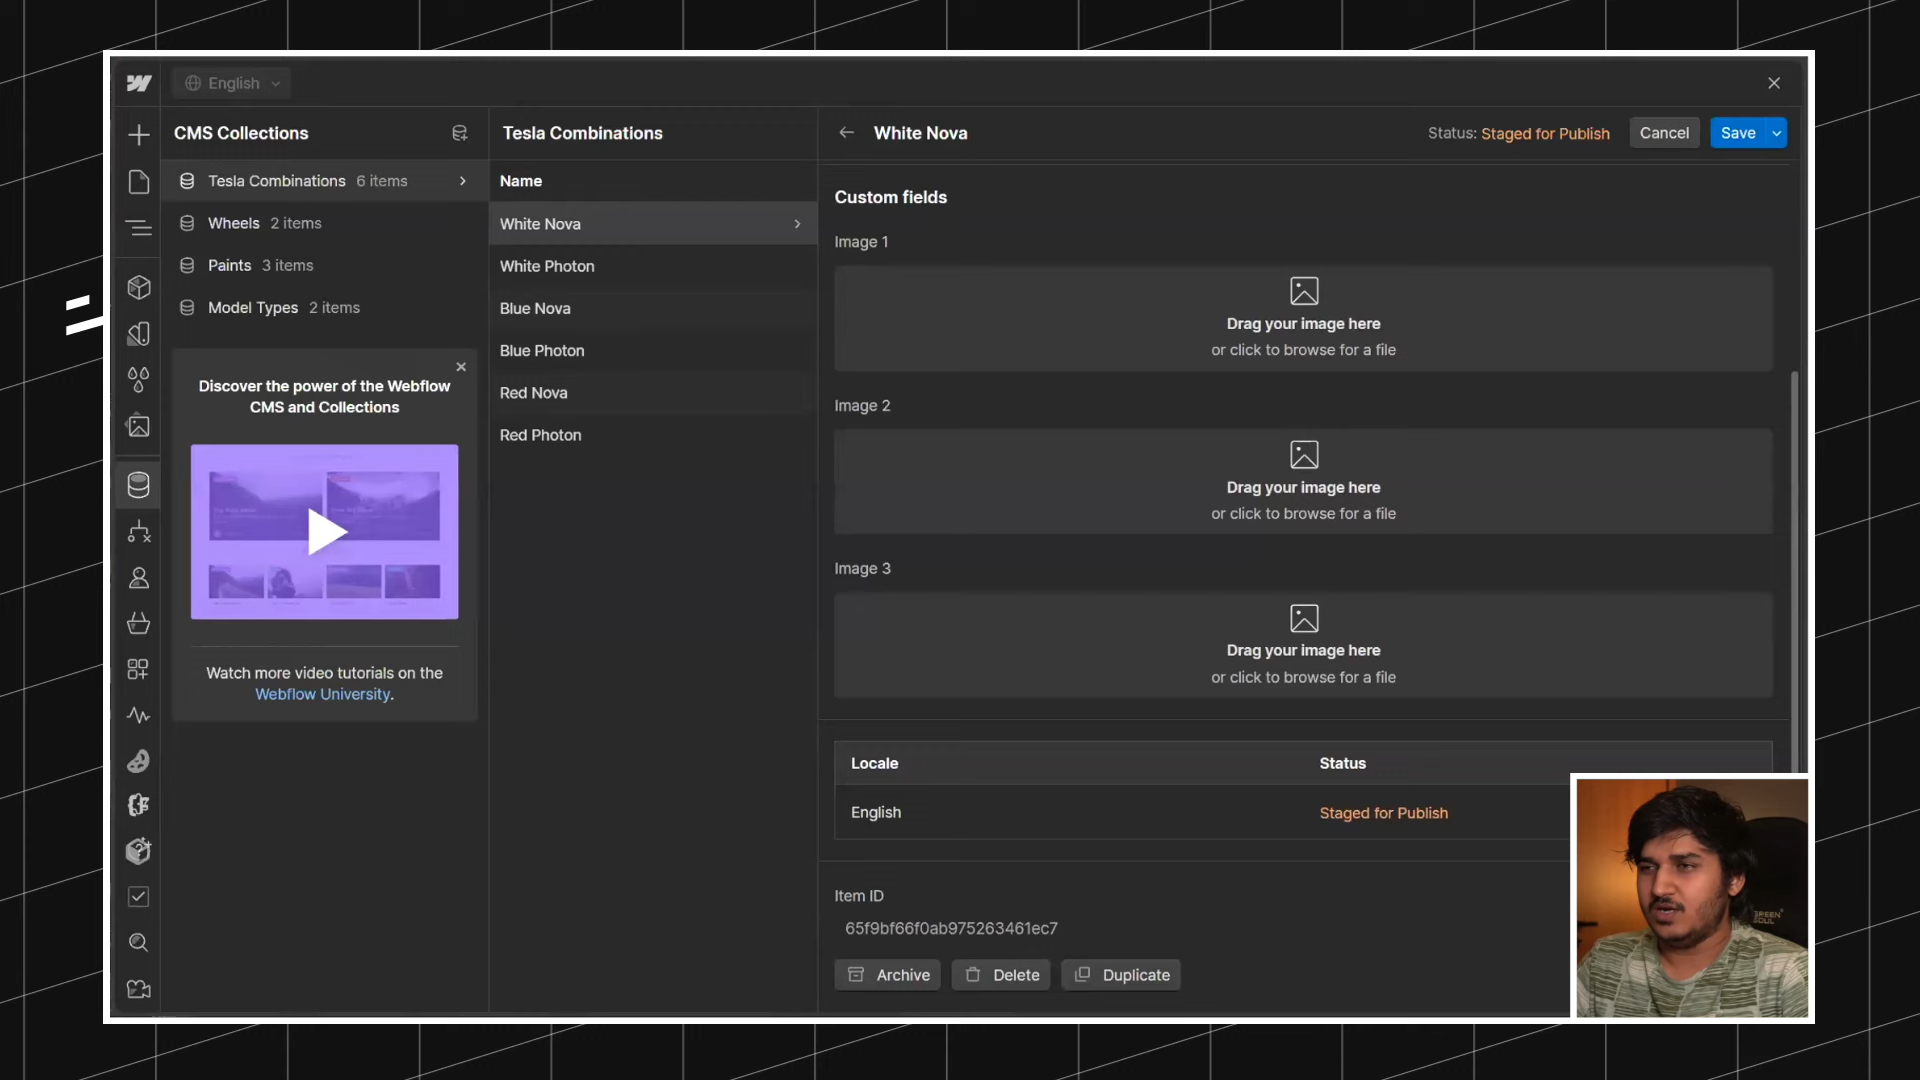 English
CMS Collections
Tesla Combinations
White Nova
Status: Staged for Publish
Cancel
Save
Tesla Combinations 6 items
Wheels 2 items
Paints 3 items
Model Types 2 items
Discover the power of the Webflow
CMS and Collections
Watch more video tutorials on the
Webflow University.
Name
White Nova
White Photon
Blue Nova
Blue Photon
Red Nova
Red Photon
Custom fields
Image 1
Drag your image here
or click to browse for a file
Image 2
Drag your image here
or click to browse for a file
Image 3
Drag your image here
or click to browse for a file
Locale
Status
English
Staged for Publish
Item ID
65f9bf66f0ab975263461ec7
Archive
Delete
Duplicate
GREEN
SOUL